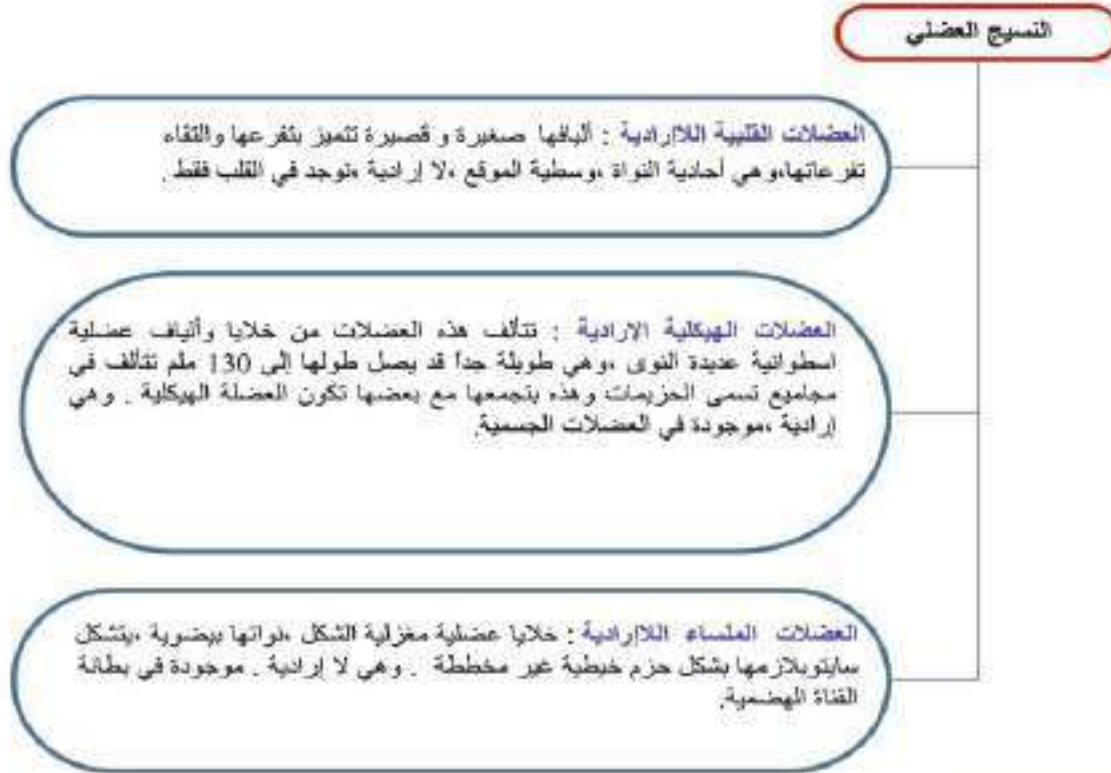 النسيج العضلي
العضلات القلبية اللاإرادية : أليافها صغيرة و قصيرة تتميز بتفرعها والتقاء
تفرعاتها،وهي أحادية النواة ،وسطية الموقع ،لا إرادية ،توجد في القلب فقط .
العضلات الهيكلية الإرادية : تتألف هذه العضلات من خلايا وألياف عضلية
اسطوانية عديدة النوى ،وهي طويلة جداً قد يصل طولها إلى 130 ملم تتألف في
مجاميع تسمى الحزيمات وهذه بتجمعها مع بعضها تكون العضلة الهيكلية . وهي
إرادية ،موجودة في العضلات الجسمية.
العضلات الملساء اللاإرادية : خلايا عضلية مغزلية الشكل ،نواتها بيضوية ،يتشكل
سايتوبلازمها بشكل حزم خيطية غير مخططة . وهي لا إرادية . موجودة في بطانة
القناة الهضمية.